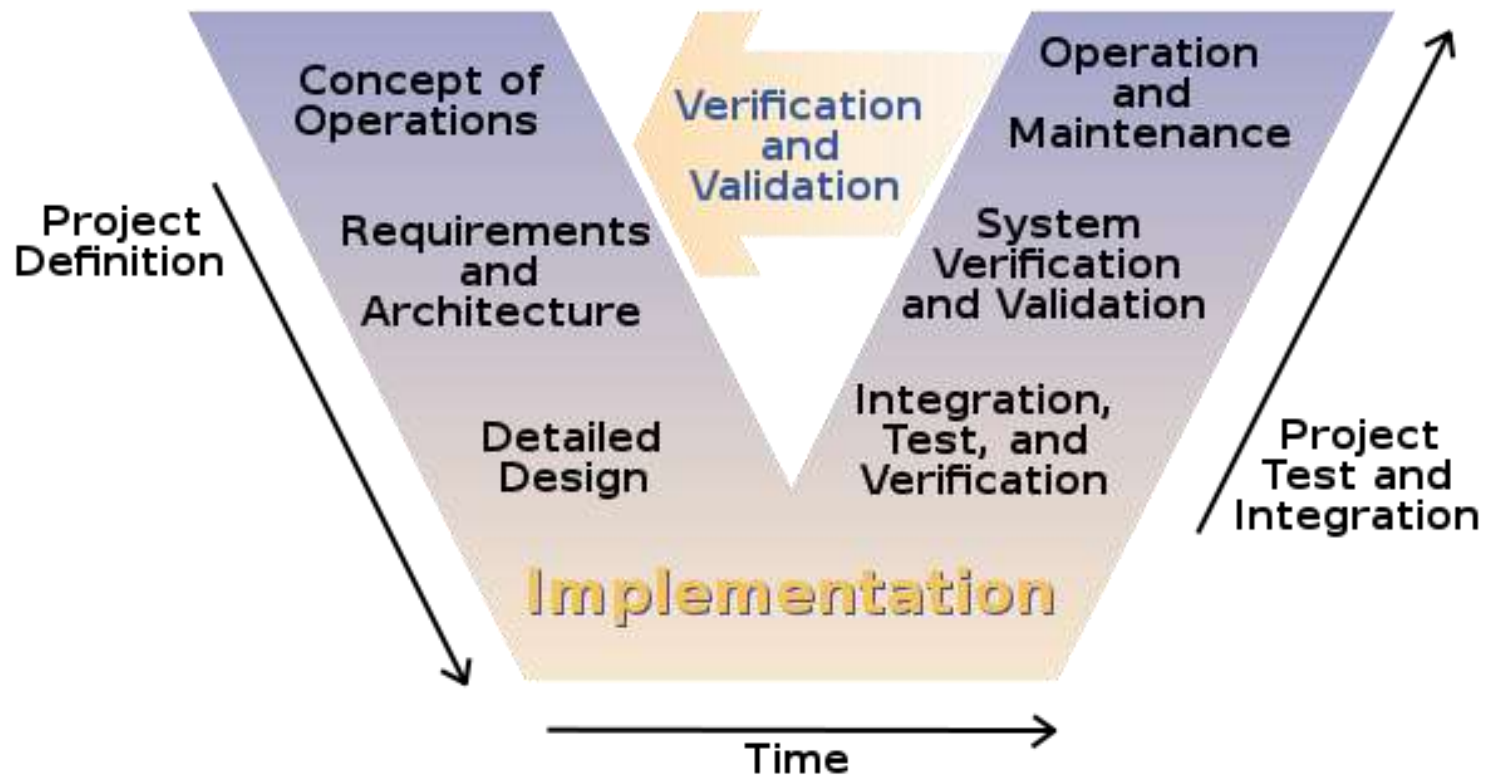 Concept of
Operations
Verification
and
Validation
Operation
and
Maintenance
Project
Definition
Requirements
and
Architecture
System
Verification
and Validation
Detailed
Design
Integration,
Test, and
Verification
Project
Test and
Integration
Implementation
Time